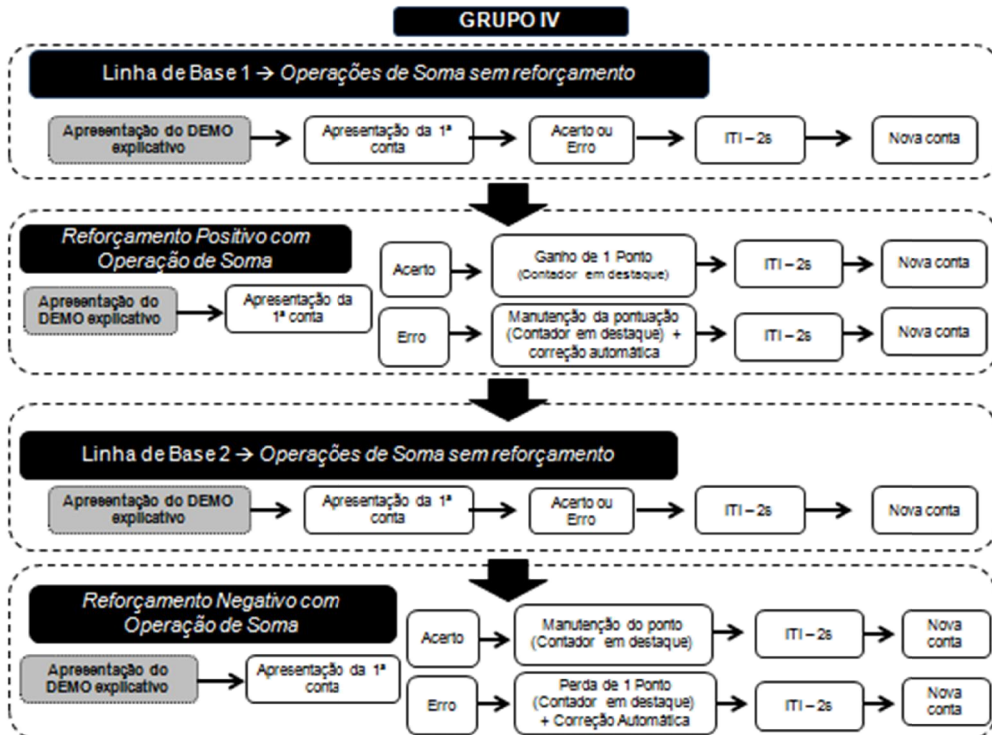 GRUPO IV
Linha de Base 1 → Operações de Soma sem reforçamento
Apresentação do DEMO
explicativo
Apresentação da 1ª
conta
Acerto ou
Erro
ITI – 2s
Nova conta
Reforçamento Positivo com
Operação de Soma
Apresentação do
DEMO explicativo
Apresentação da
1ª conta
Acerto
Ganho de 1 Ponto
(Contador em destaque)
ITI – 2s
Nova conta
Erro
Manutenção da pontuação
(Contador em destaque) +
correção automática
ITI – 2s
Nova conta
Linha de Base 2 → Operações de Soma sem reforçamento
Apresentação do DEMO
explicativo
Apresentação da 1ª
conta
Acerto ou
Erro
ITI – 2s
Nova conta
Reforçamento Negativo com
Operação de Soma
Apresentação do
DEMO explicativo
Apresentação da 1ª
conta
Acerto
Manutenção do ponto
(Contador em destaque)
ITI – 2s
Nova
conta
Erro
Perda de 1 Ponto
(Contador em destaque)
+ Correção Automática
ITI – 2s
Nova
conta